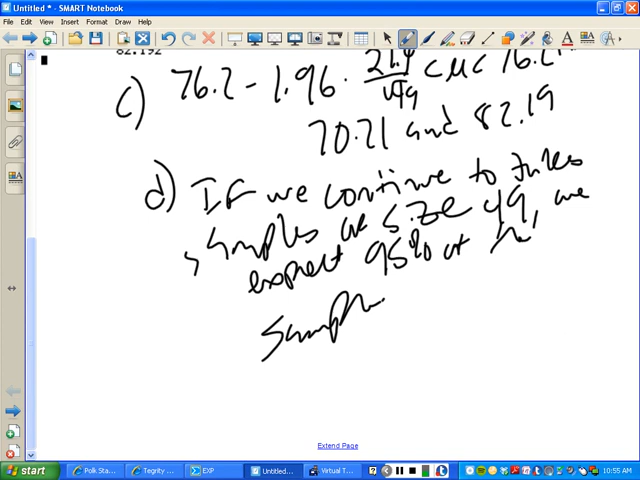 Untitled * - SMART Notebook
File Edit View Insert Format Draw Help
82.192
c) 76.2 - 1.96 · 21.4/√49 < μ < 76.2+
70.21 and 82.19
d) If we continue to take
samples of size 49, we
expect 95% of the
sample
Extend Page
start Polk Sta... Tegrity ... EXP Untitled... Virtual T... 10:55 AM